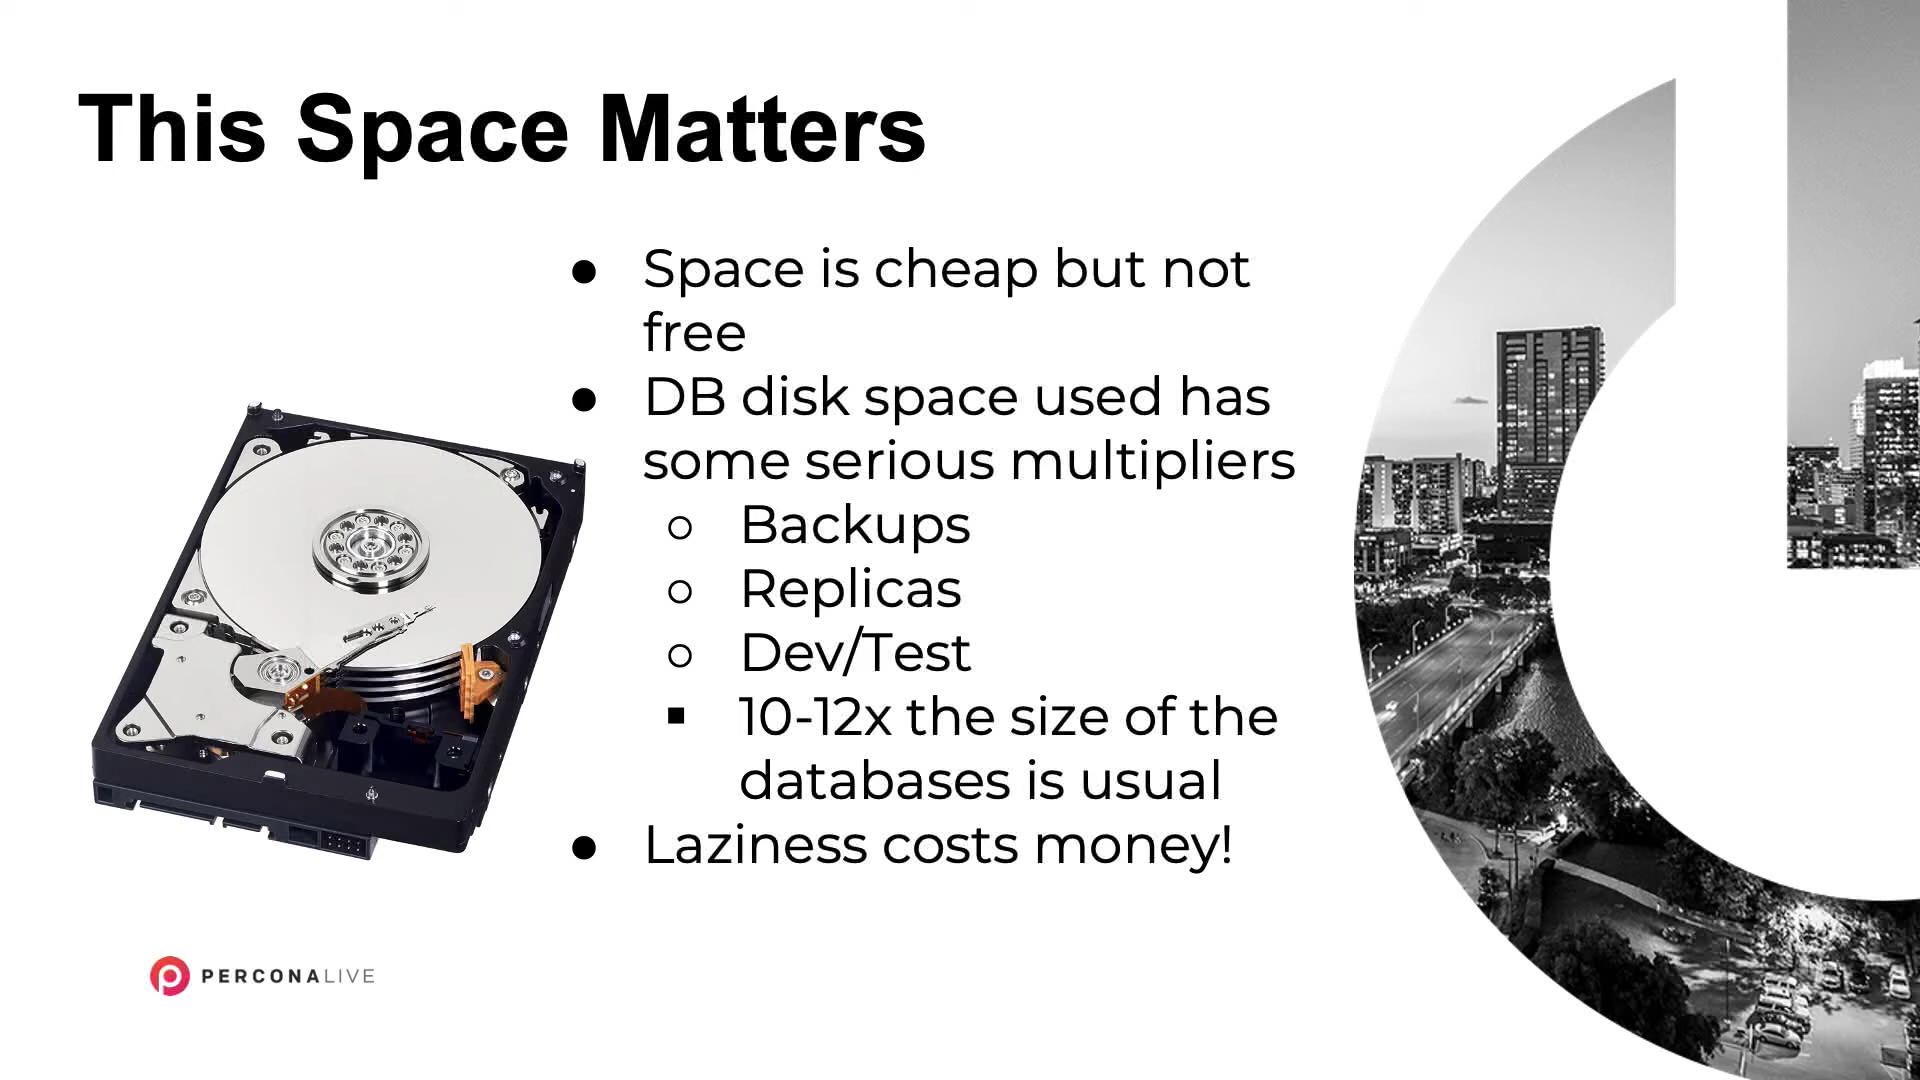 This Space Matters
● Space is cheap but not
free
● DB disk space used has
some serious multipliers
○ Backups
○ Replicas
○ Dev/Test
■ 10-12x the size of the
databases is usual
● Laziness costs money!
PERCONALIVE